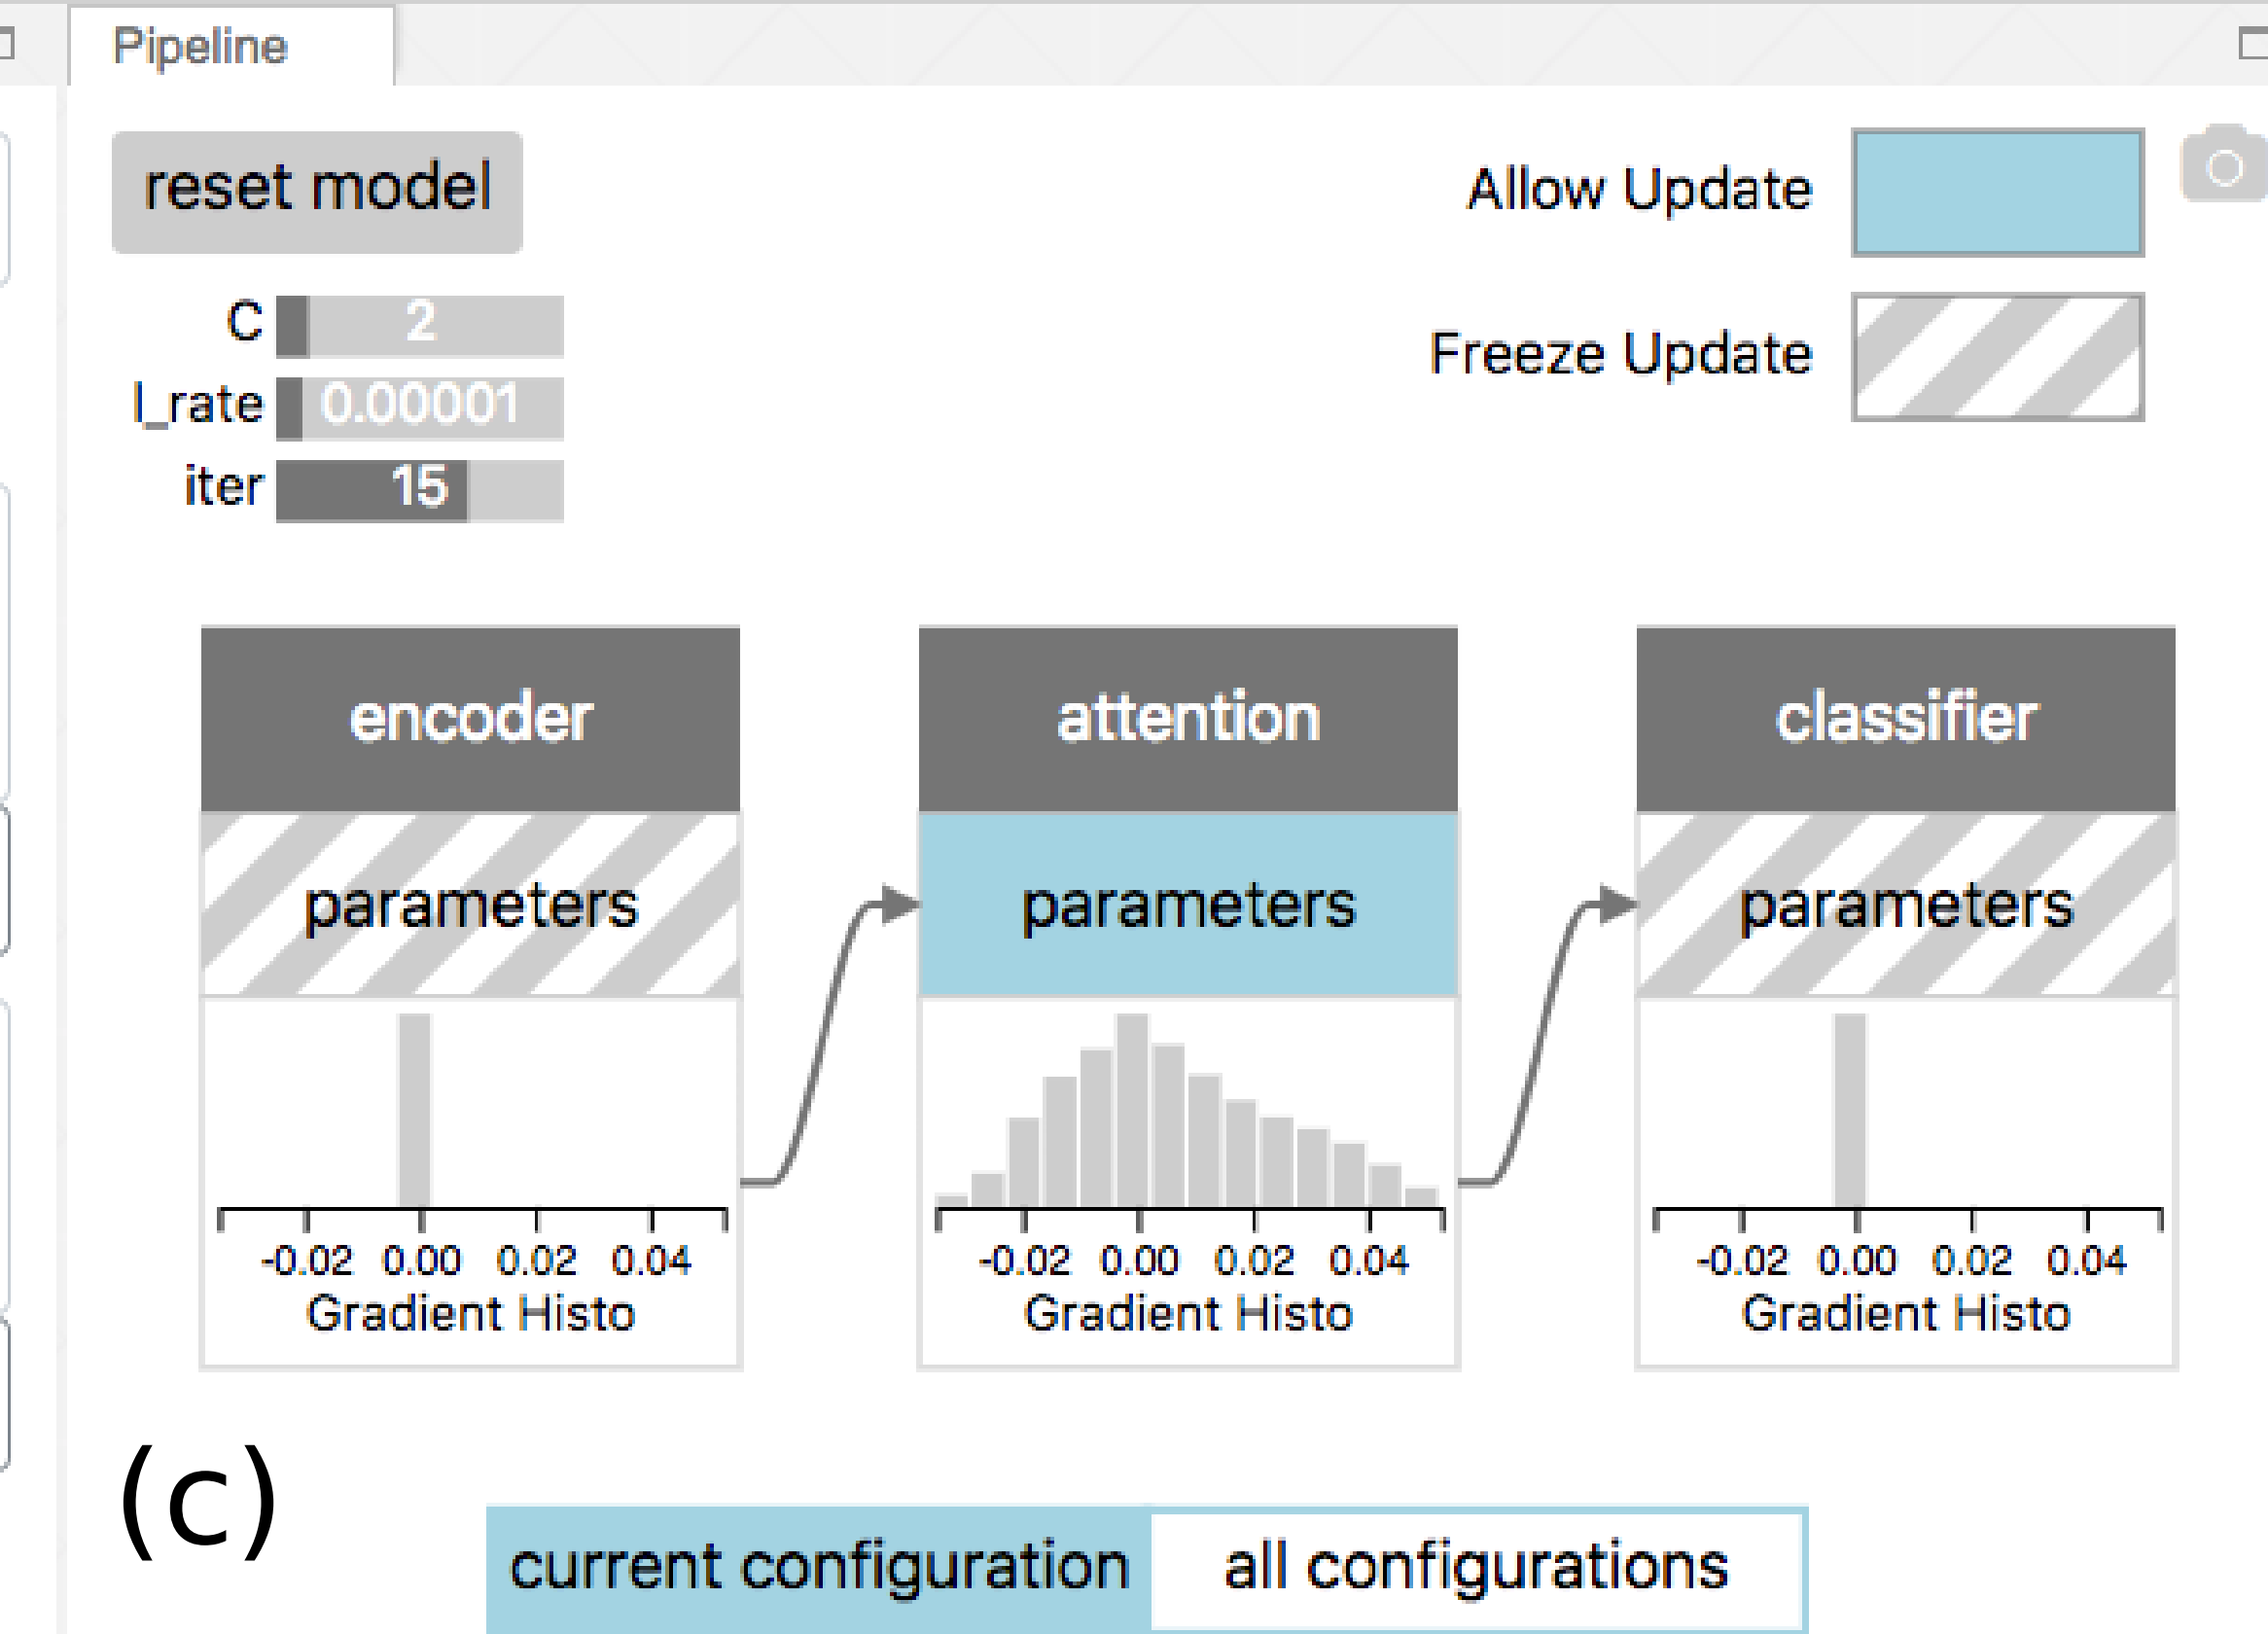 Pipeline
reset model
Allow Update
Freeze Update
C 2
l_rate 0.00001
iter 15
encoder attention classifier
parameters parameters parameters
-0.02 0.00 0.02 0.04 -0.02 0.00 0.02 0.04 -0.02 0.00 0.02 0.04
Gradient Histo Gradient Histo Gradient Histo
(c)
current configuration all configurations